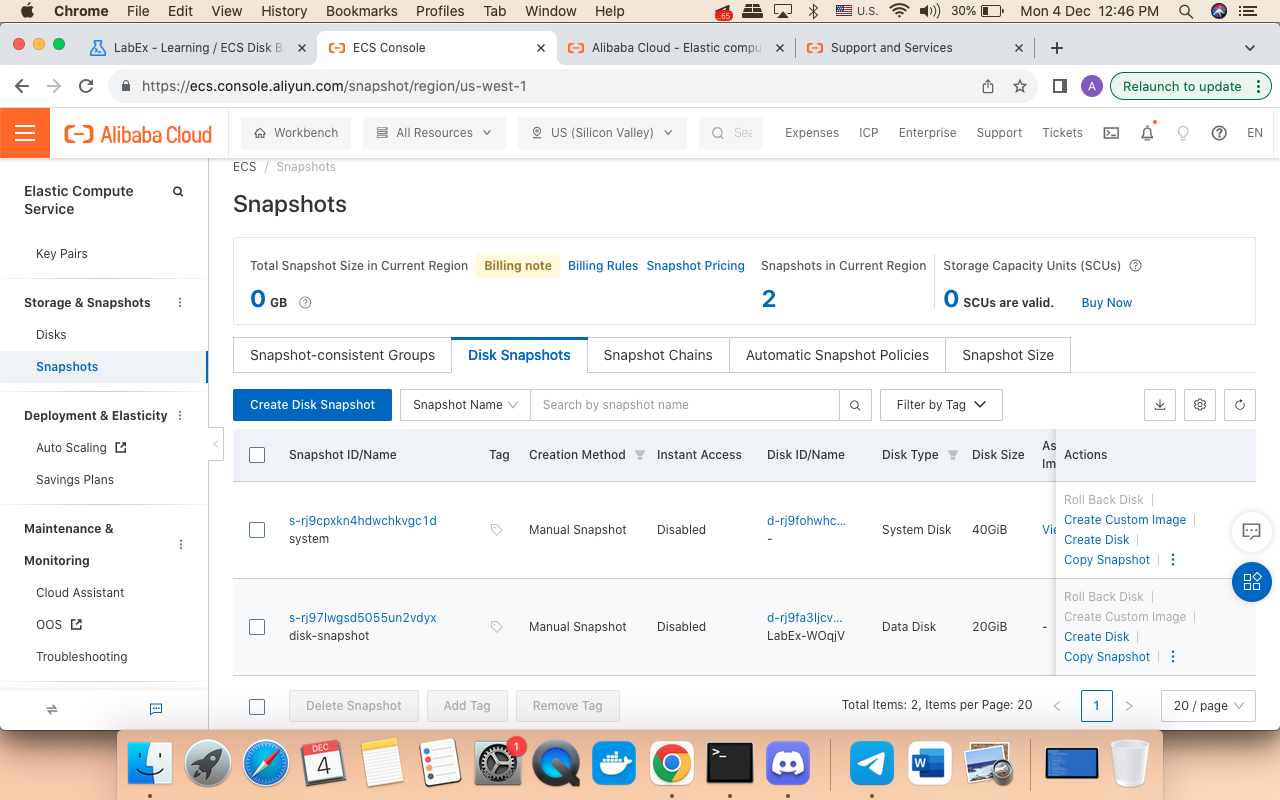 Chrome File Edit View History Bookmarks Profiles Tab Window Help .65 U.S. 30% Mon 4 Dec 12:46 PM
LabEx - Learning / ECS Disk B
ECS Console
Alibaba Cloud - Elastic compu
Support and Services
https://ecs.console.aliyun.com/snapshot/region/us-west-1
A
Relaunch to update
Alibaba Cloud
Workbench
All Resources
US (Silicon Valley)
Sea
Expenses
ICP
Enterprise
Support
Tickets
EN
Elastic Compute
Service
Key Pairs
Storage & Snapshots
Disks
Snapshots
Deployment & Elasticity
Auto Scaling
Savings Plans
Maintenance &
Monitoring
Cloud Assistant
OOS
Troubleshooting
ECS / Snapshots
Snapshots
Total Snapshot Size in Current Region Billing note Billing Rules Snapshot Pricing
0 GB
Snapshots in Current Region
2
Storage Capacity Units (SCUs)
0 SCUs are valid. Buy Now
Snapshot-consistent Groups
Disk Snapshots
Snapshot Chains
Automatic Snapshot Policies
Snapshot Size
Create Disk Snapshot
Snapshot Name
Search by snapshot name
Filter by Tag
Snapshot ID/Name Tag Creation Method Instant Access Disk ID/Name Disk Type Disk Size As Im Actions
s-rj9cpxkn4hdwchkvgc1d
system
Manual Snapshot
Disabled
d-rj9fohwhc...
-
System Disk
40GiB
Vie
Roll Back Disk
Create Custom Image
Create Disk
Copy Snapshot
s-rj97lwgsd5055un2vdyx
disk-snapshot
Manual Snapshot
Disabled
d-rj9fa3ljcv...
LabEx-WOqjV
Data Disk
20GiB
-
Roll Back Disk
Create Custom Image
Create Disk
Copy Snapshot
Delete Snapshot
Add Tag
Remove Tag
Total Items: 2, Items per Page: 20
1
20 / page
DEC
4
1
>_
W